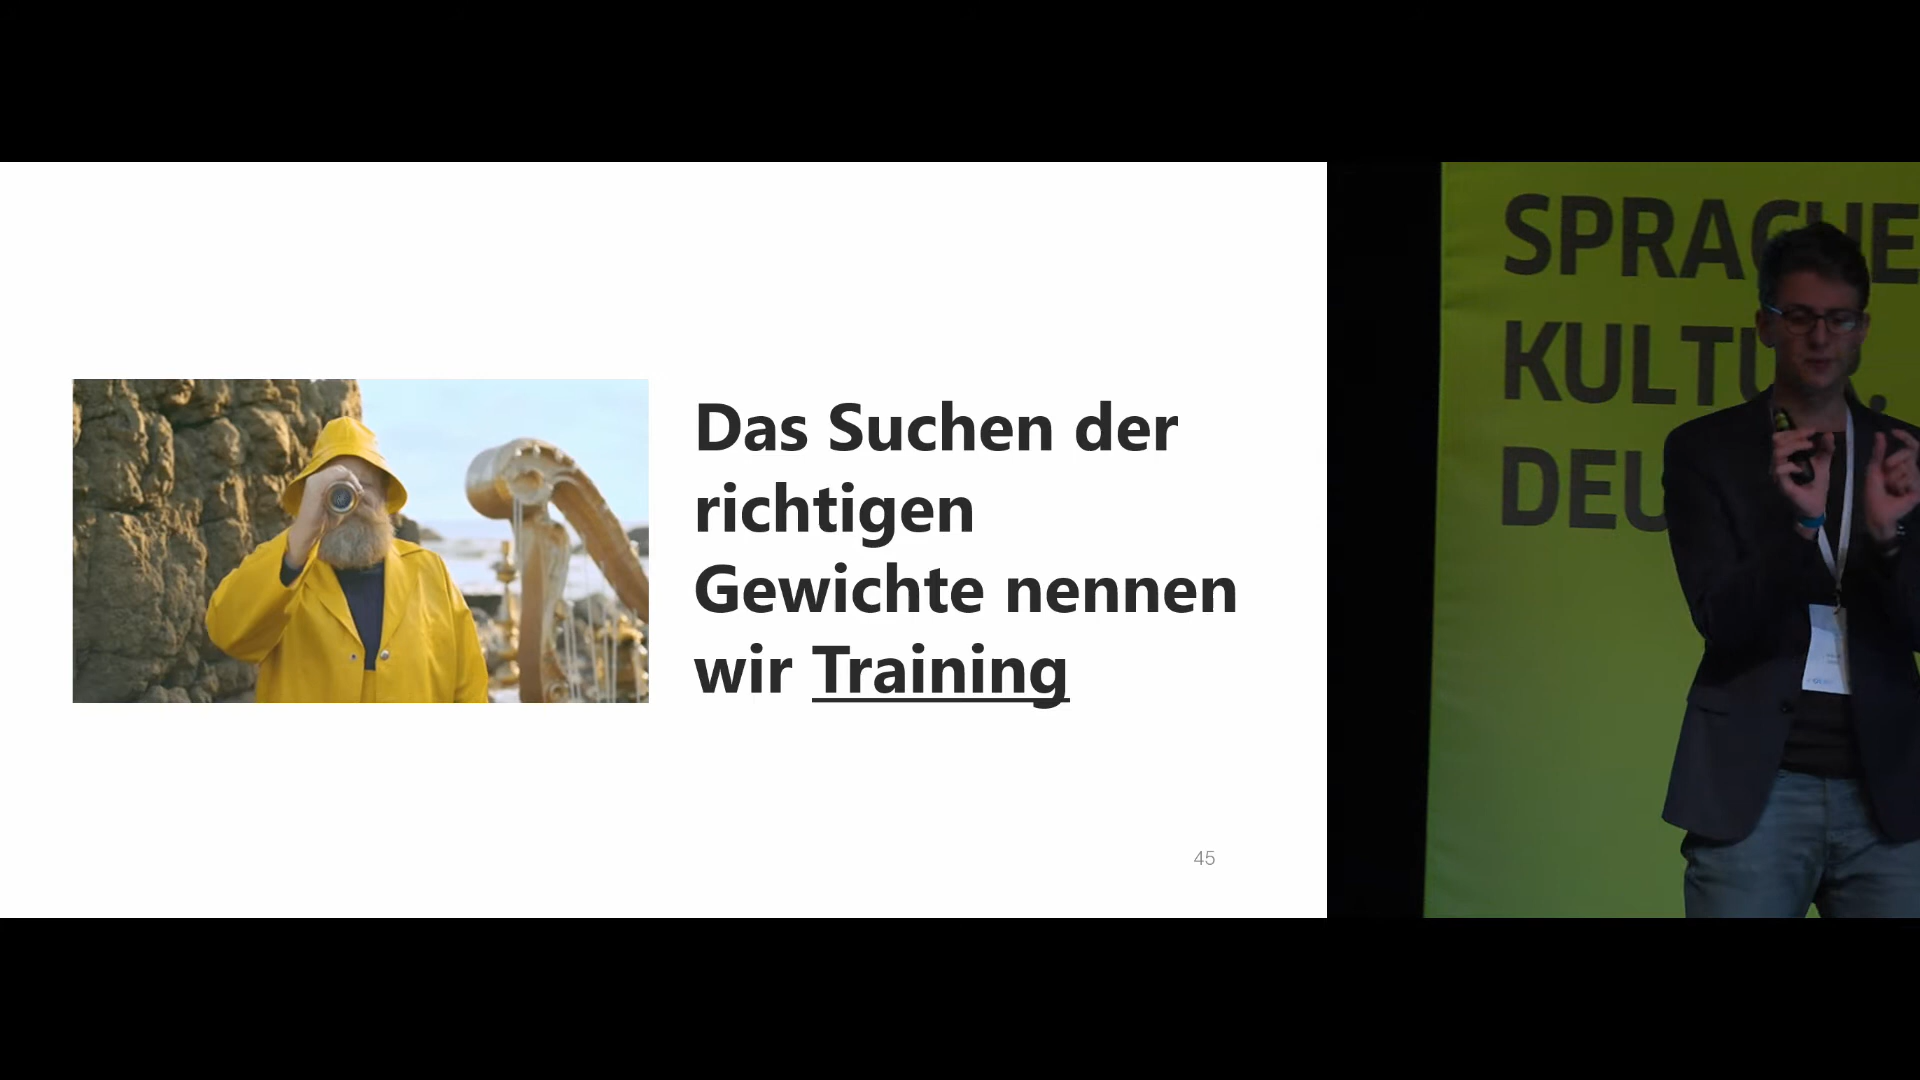 Das Suchen der
richtigen
Gewichte nennen
wir Training
45
SPRACHE
KULTUR.
DEU